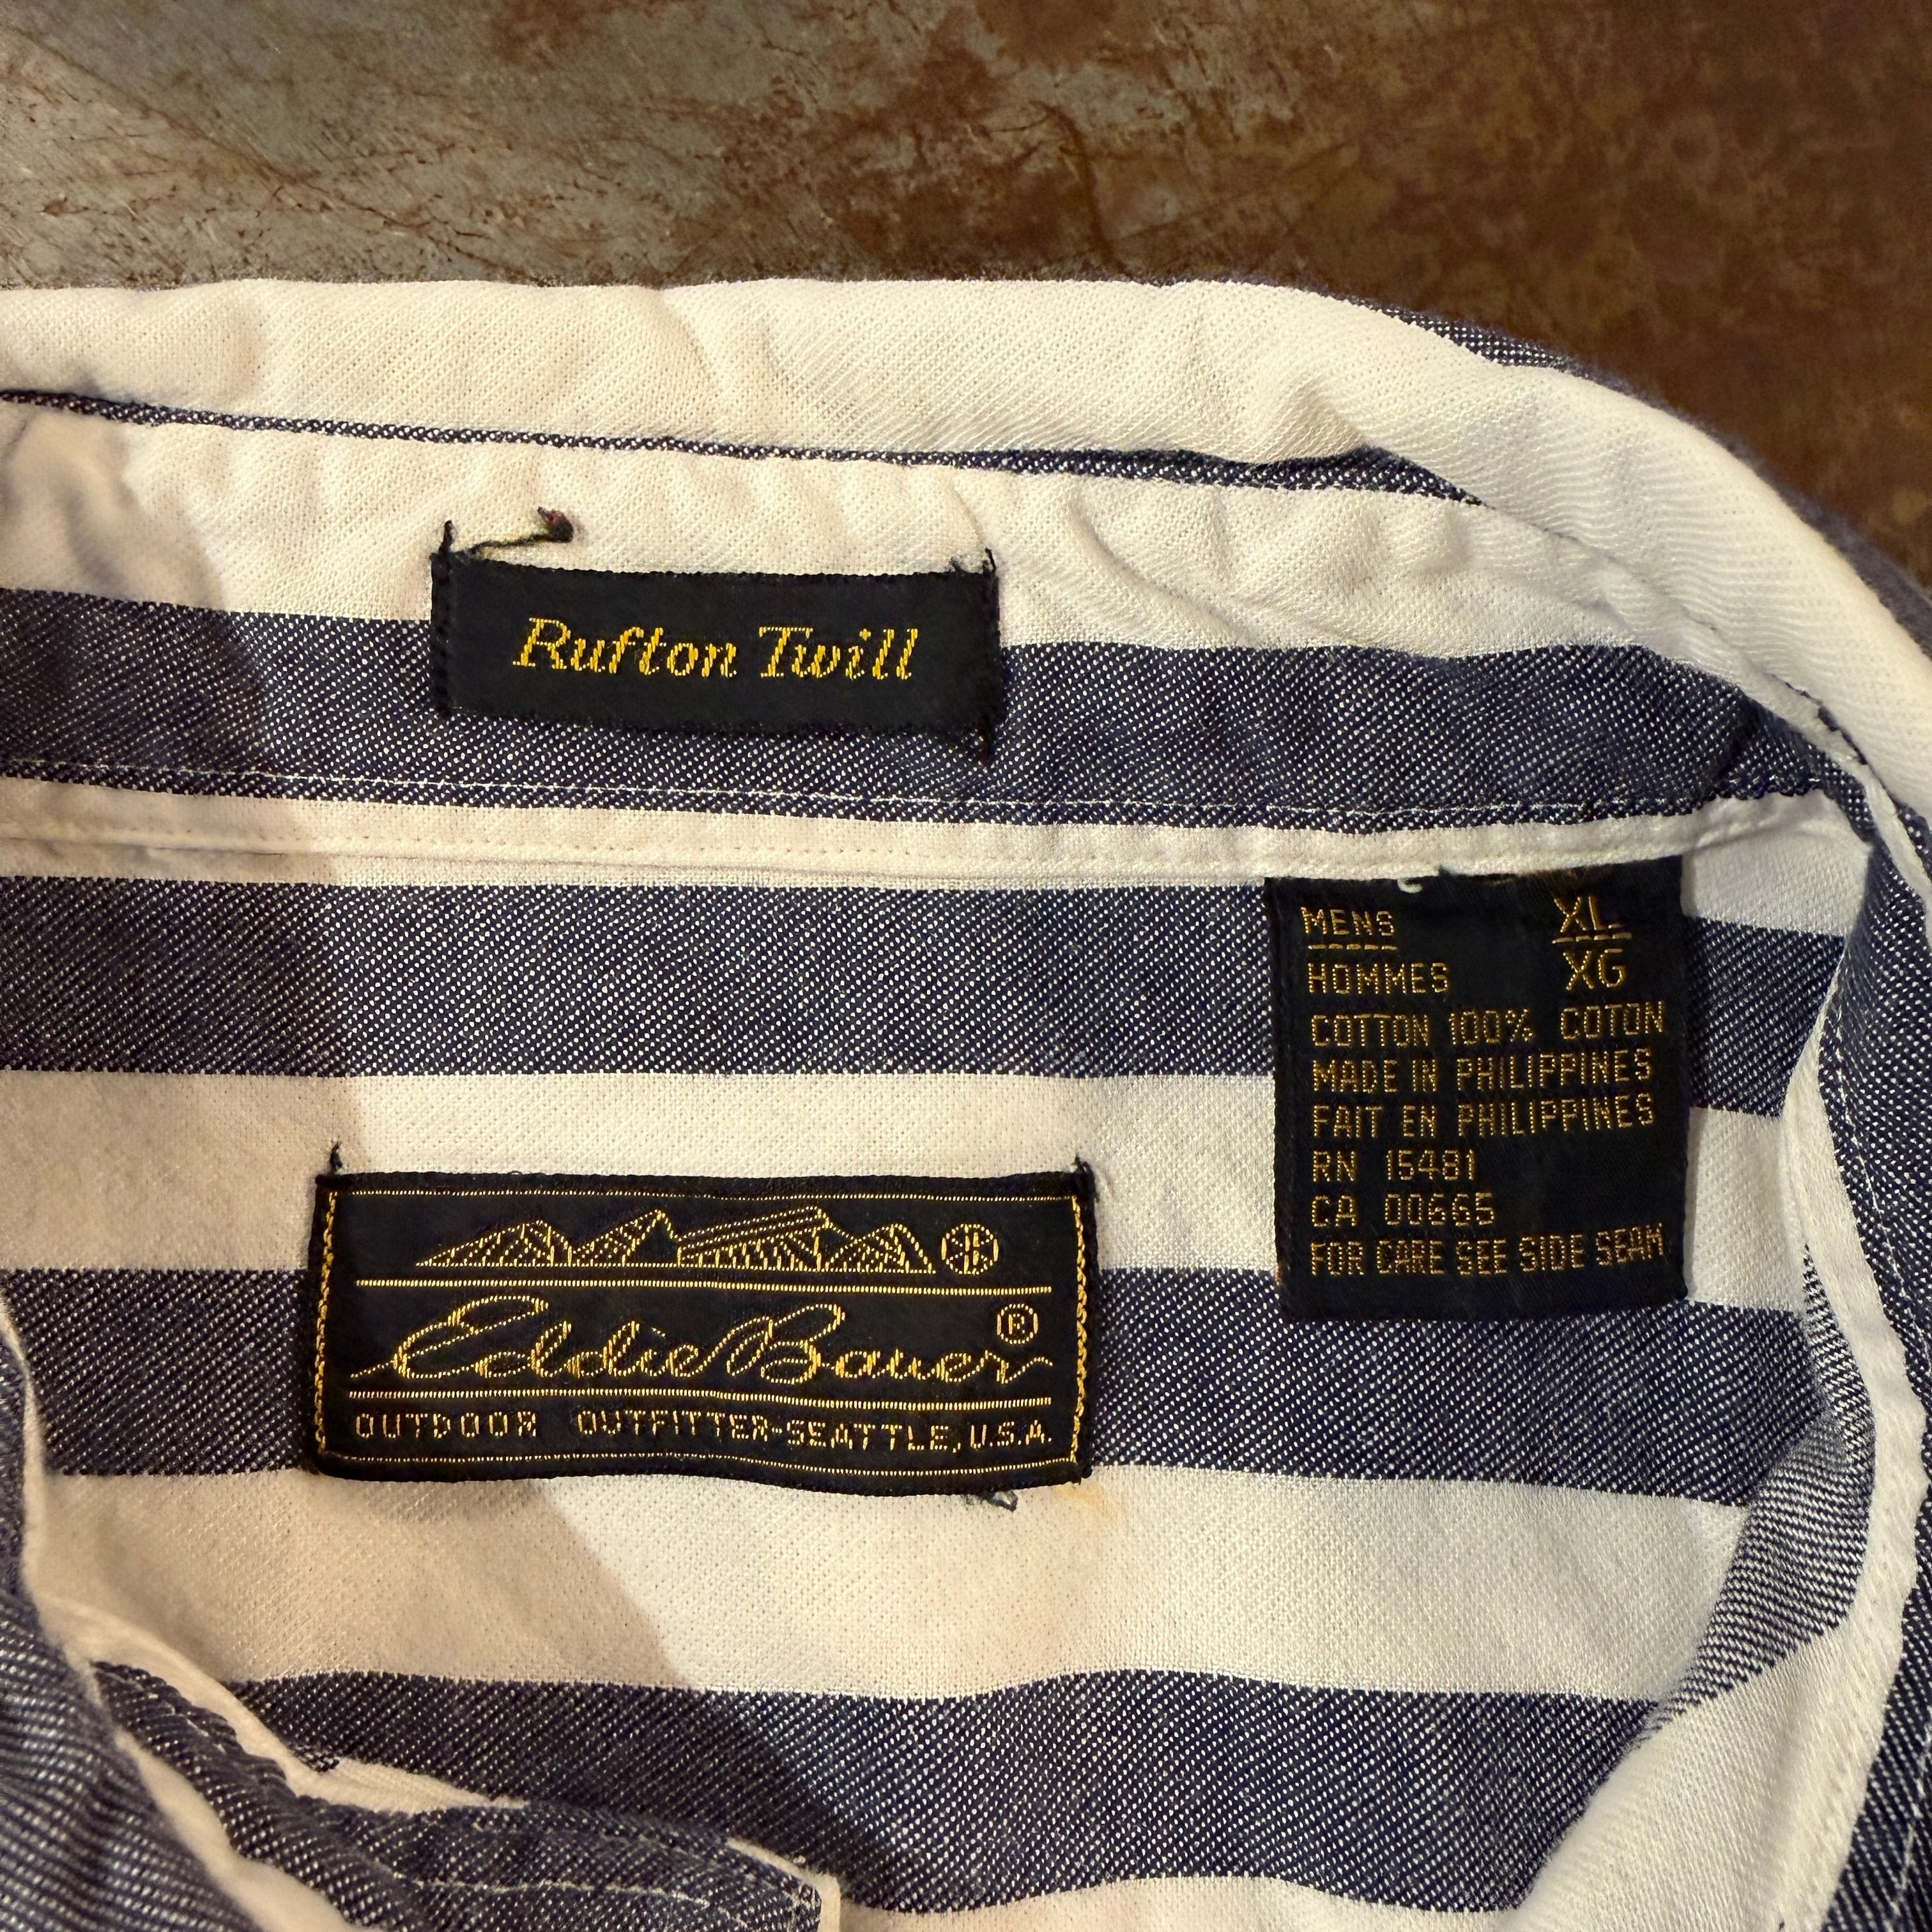 Rufton Twill
MENS XL
HOMMES XG
COTTON 100% COTON
MADE IN PHILIPPINES
FAIT EN PHILIPPINES
RN 15481
CA 00665
FOR CARE SEE SIDE SEAM
Eddie Bauer ®
OUTDOOR OUTFITTER-SEATTLE, U.S.A.